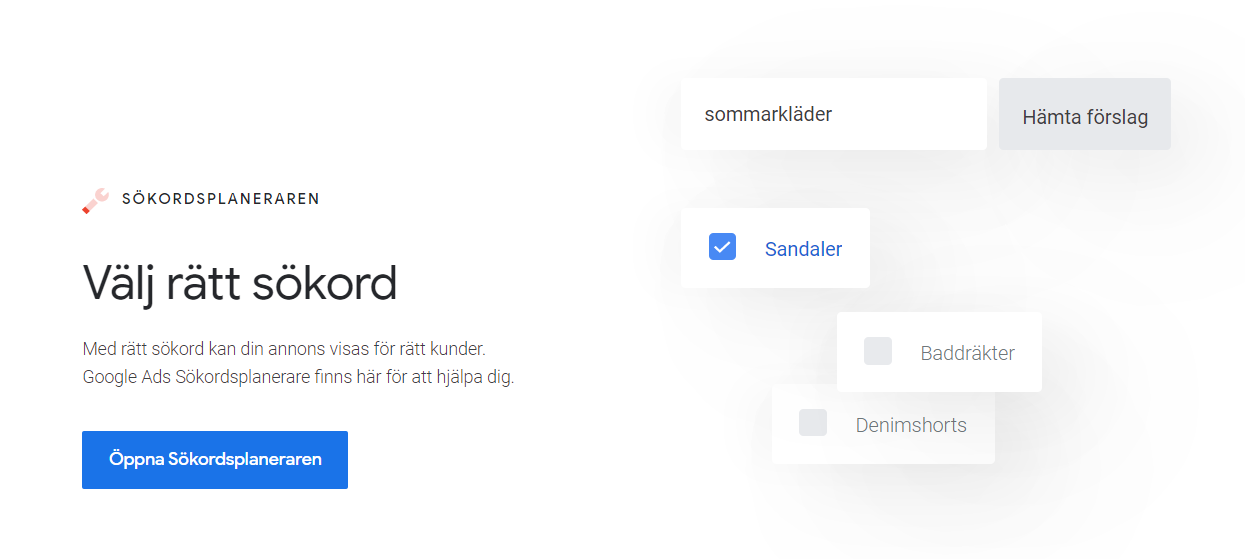 SÖKORDSPLANERAREN
Välj rätt sökord
Med rätt sökord kan din annons visas för rätt kunder.
Google Ads Sökordsplanerare finns här för att hjälpa dig.
Öppna Sökordsplaneraren
sommarkläder
Hämta förslag
Sandaler
Baddräkter
Denimshorts